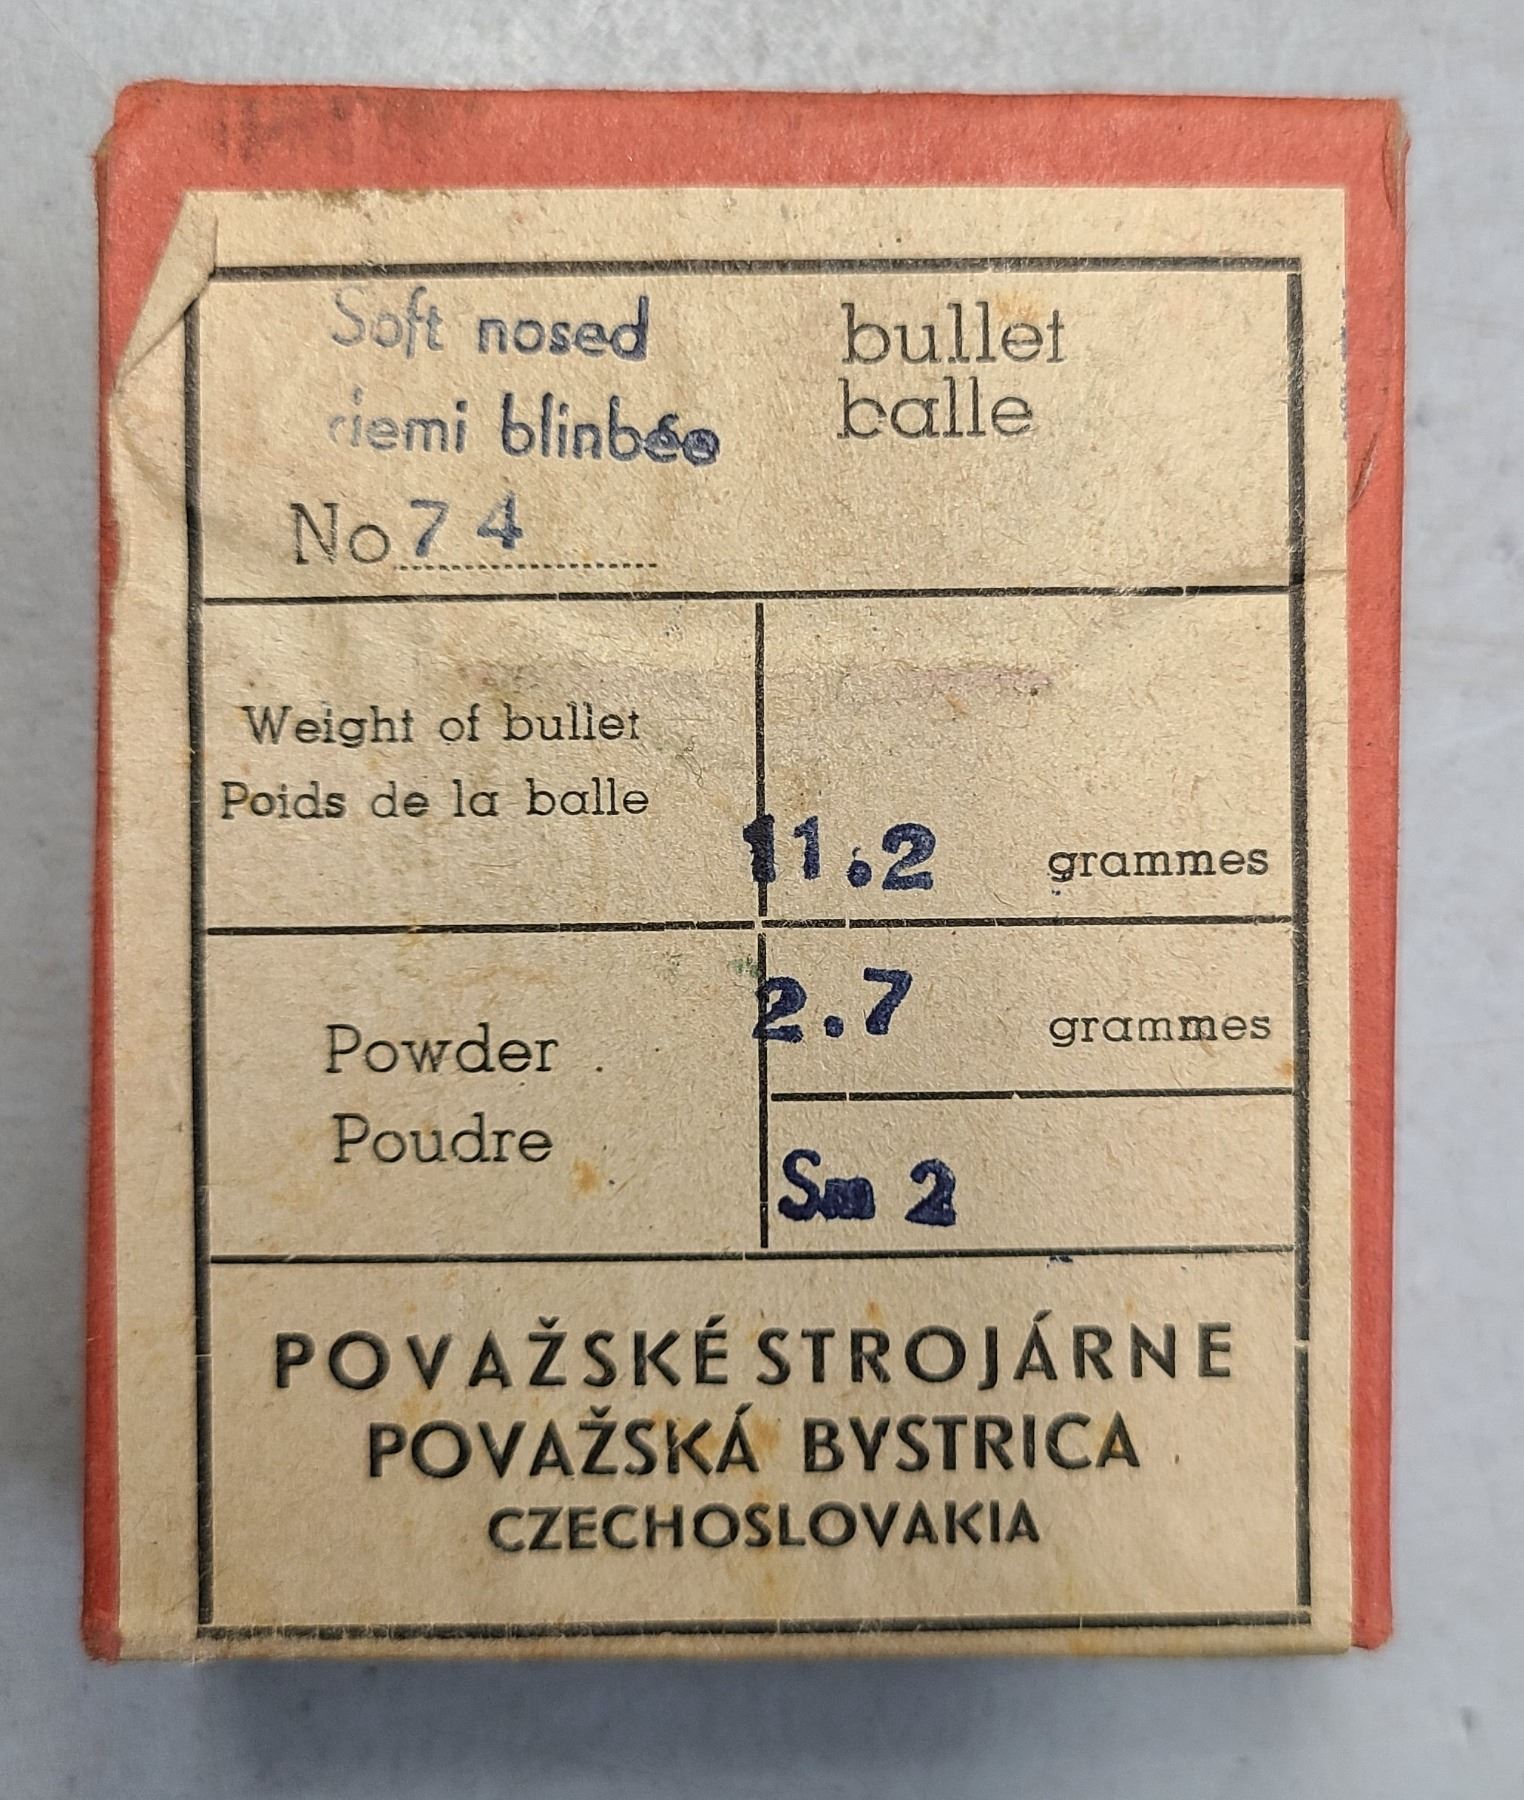 Soft nosed bullet
riemi blinbée balle
No 74
Weight of bullet
Poids de la balle
11.2 grammes
2.7 grammes
Powder
Poudre
Sm 2
POVAŽSKÉ STROJÁRNE
POVAŽSKÁ BYSTRICA
CZECHOSLOVAKIA